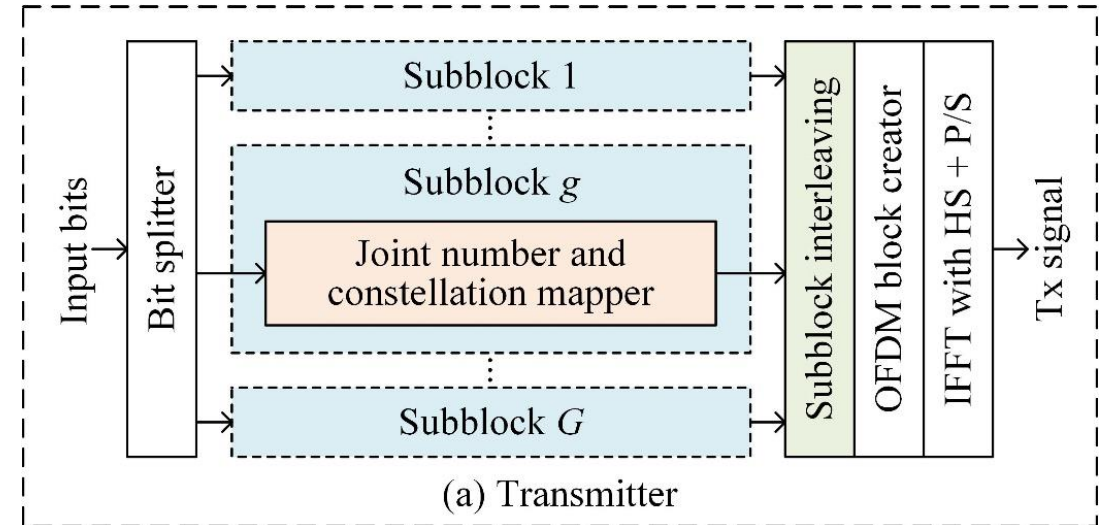 Input bits
Bit splitter
Subblock 1
Subblock g
Joint number and
constellation mapper
Subblock G
Subblock interleaving
OFDM block creator
IFFT with HS + P/S
Tx signal
(a) Transmitter